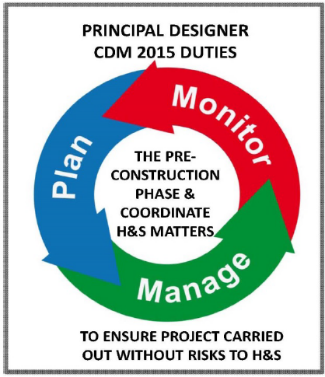 PRINCIPAL DESIGNER
CDM 2015 DUTIES
Monitor
Plan
THE PRE-
CONSTRUCTION
PHASE &
COORDINATE
H&S MATTERS
Manage
TO ENSURE PROJECT CARRIED
OUT WITHOUT RISKS TO H&S